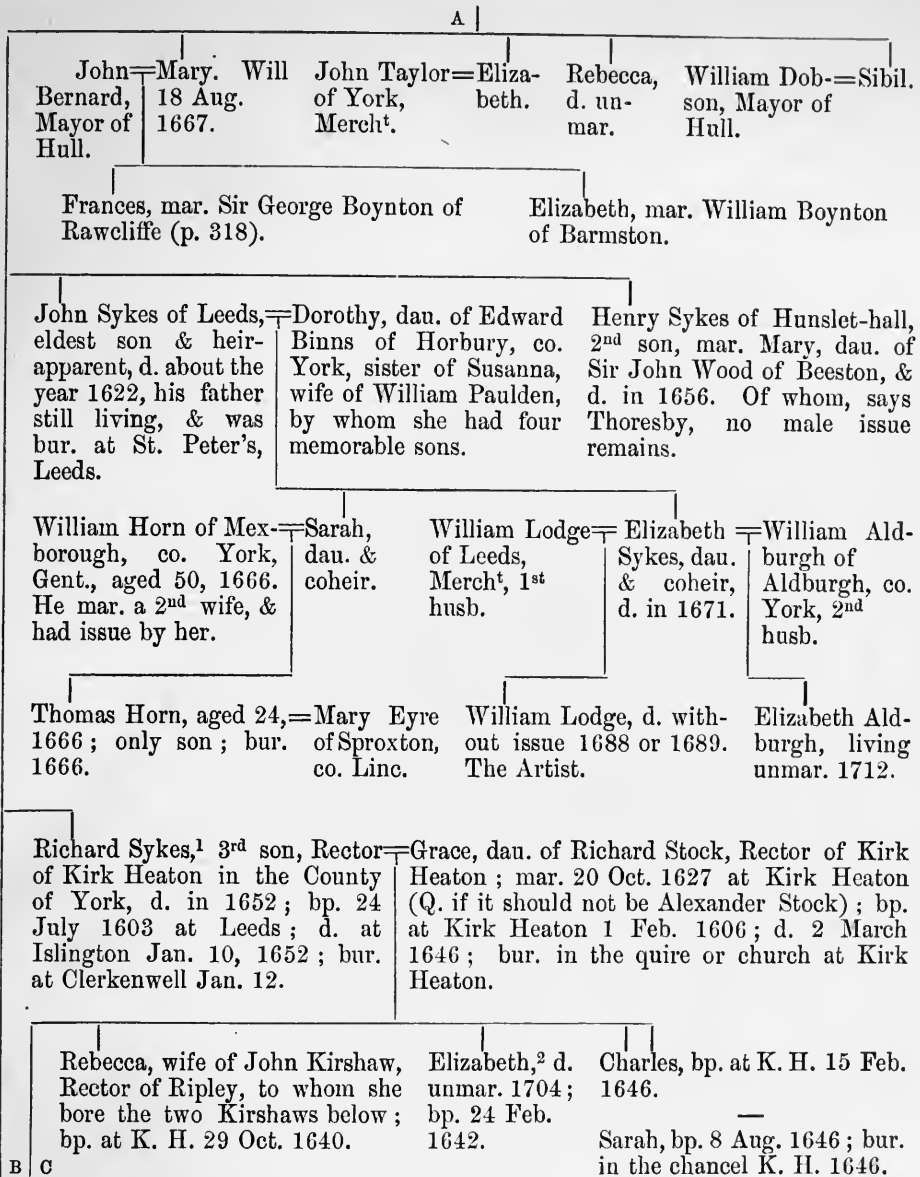 A
John = Mary. Will
Bernard, 18 Aug.
Mayor of 1667.
Hull.
John Taylor = Eliza-
of York, beth.
Mercht.
Rebecca,
d. un-
mar.
William Dob- = Sibil.
son, Mayor of
Hull.
Frances, mar. Sir George Boynton of
Rawcliffe (p. 318).
Elizabeth, mar. William Boynton
of Barmston.
John Sykes of Leeds, =
eldest son & heir-
apparent, d. about the
year 1622, his father
still living, & was
bur. at St. Peter's,
Leeds.
Dorothy, dau. of Edward
Binns of Horbury, co.
York, sister of Susanna,
wife of William Paulden,
by whom she had four
memorable sons.
Henry Sykes of Hunslet-hall,
2nd son, mar. Mary, dau. of
Sir John Wood of Beeston, &
d. in 1656. Of whom, says
Thoresby, no male issue
remains.
William Horn of Mex- =
borough, co. York,
Gent., aged 50, 1666.
He mar. a 2nd wife, &
had issue by her.
Sarah,
dau. &
coheir.
William Lodge =
of Leeds,
Mercht, 1st
husb.
Elizabeth =
Sykes, dau.
& coheir,
d. in 1671.
William Ald-
burgh of
Aldburgh, co.
York, 2nd
husb.
Thomas Horn, aged 24, =
1666; only son; bur.
1666.
Mary Eyre
of Sproxton,
co. Linc.
William Lodge, d. with-
out issue 1688 or 1689.
The Artist.
Elizabeth Ald-
burgh, living
unmar. 1712.
Richard Sykes,1 3rd son, Rector =
of Kirk Heaton in the County
of York, d. in 1652; bp. 24
July 1603 at Leeds; d. at
Islington Jan. 10, 1652; bur.
at Clerkenwell Jan. 12.
Grace, dau. of Richard Stock, Rector of Kirk
Heaton; mar. 20 Oct. 1627 at Kirk Heaton
(Q. if it should not be Alexander Stock); bp.
at Kirk Heaton 1 Feb. 1606; d. 2 March
1646; bur. in the quire or church at Kirk
Heaton.
Rebecca, wife of John Kirshaw,
Rector of Ripley, to whom she
bore the two Kirshaws below;
bp. at K. H. 29 Oct. 1640.
Elizabeth,2 d.
unmar. 1704;
bp. 24 Feb.
1642.
Charles, bp. at K. H. 15 Feb.
1646.
—
Sarah, bp. 8 Aug. 1646; bur.
in the chancel K. H. 1646.
B C